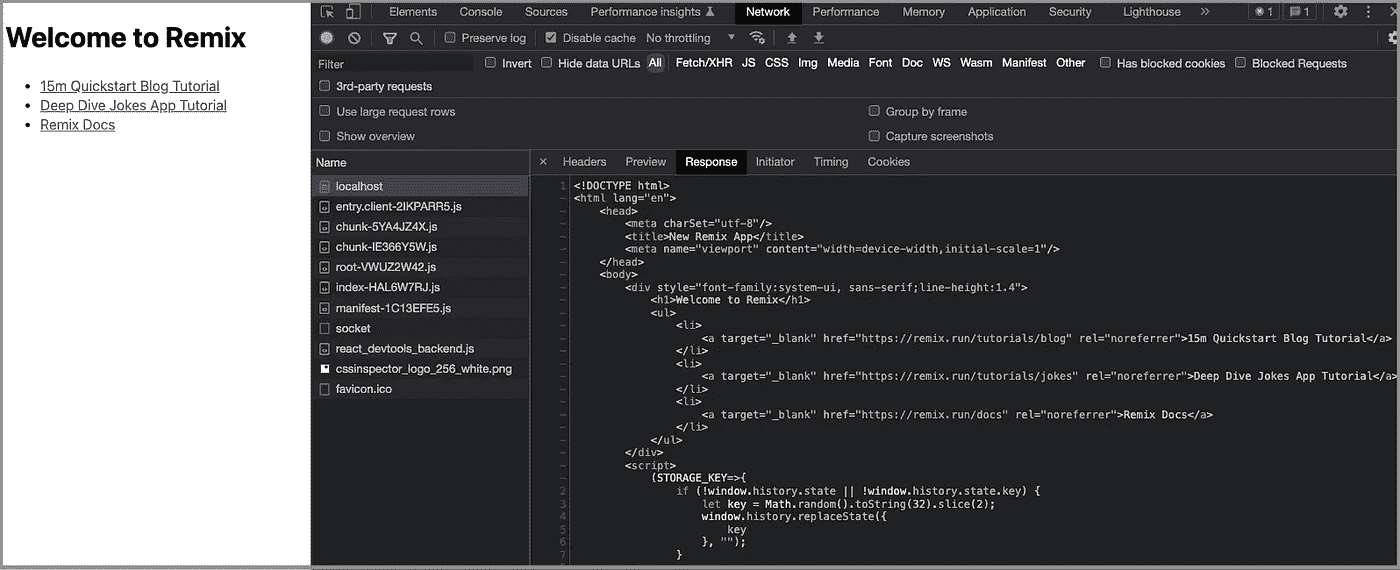 Welcome to Remix
15m Quickstart Blog Tutorial
Deep Dive Jokes App Tutorial
Remix Docs
Elements Console Sources Performance insights Network Performance Memory Application Security Lighthouse » 1 1
Preserve log Disable cache No throttling
Filter Invert Hide data URLs All Fetch/XHR JS CSS Img Media Font Doc WS Wasm Manifest Other Has blocked cookies Blocked Requests
3rd-party requests
Use large request rows Group by frame
Show overview Capture screenshots
Name
localhost
entry.client-2IKPARR5.js
chunk-5YA4JZ4X.js
chunk-IE366Y5W.js
root-VWUZ2W42.js
index-HAL6W7RJ.js
manifest-1C13EFE5.js
socket
react_devtools_backend.js
cssinspector_logo_256_white.png
favicon.ico
× Headers Preview Response Initiator Timing Cookies
1 <!DOCTYPE html>
– <html lang="en">
– <head>
– <meta charSet="utf-8"/>
– <title>New Remix App</title>
– <meta name="viewport" content="width=device-width,initial-scale=1"/>
– </head>
– <body>
– <div style="font-family:system-ui, sans-serif;line-height:1.4">
– <h1>Welcome to Remix</h1>
– <ul>
– <li>
– <a target="_blank" href="https://remix.run/tutorials/blog" rel="noreferrer">15m Quickstart Blog Tutorial</a>
– </li>
– <li>
– <a target="_blank" href="https://remix.run/tutorials/jokes" rel="noreferrer">Deep Dive Jokes App Tutorial</a>
– </li>
– <li>
– <a target="_blank" href="https://remix.run/docs" rel="noreferrer">Remix Docs</a>
– </li>
– </ul>
– </div>
– <script>
– (STORAGE_KEY=>{
2 if (!window.history.state || !window.history.state.key) {
3 let key = Math.random().toString(32).slice(2);
4 window.history.replaceState({
5 key
6 }, "");
7 }